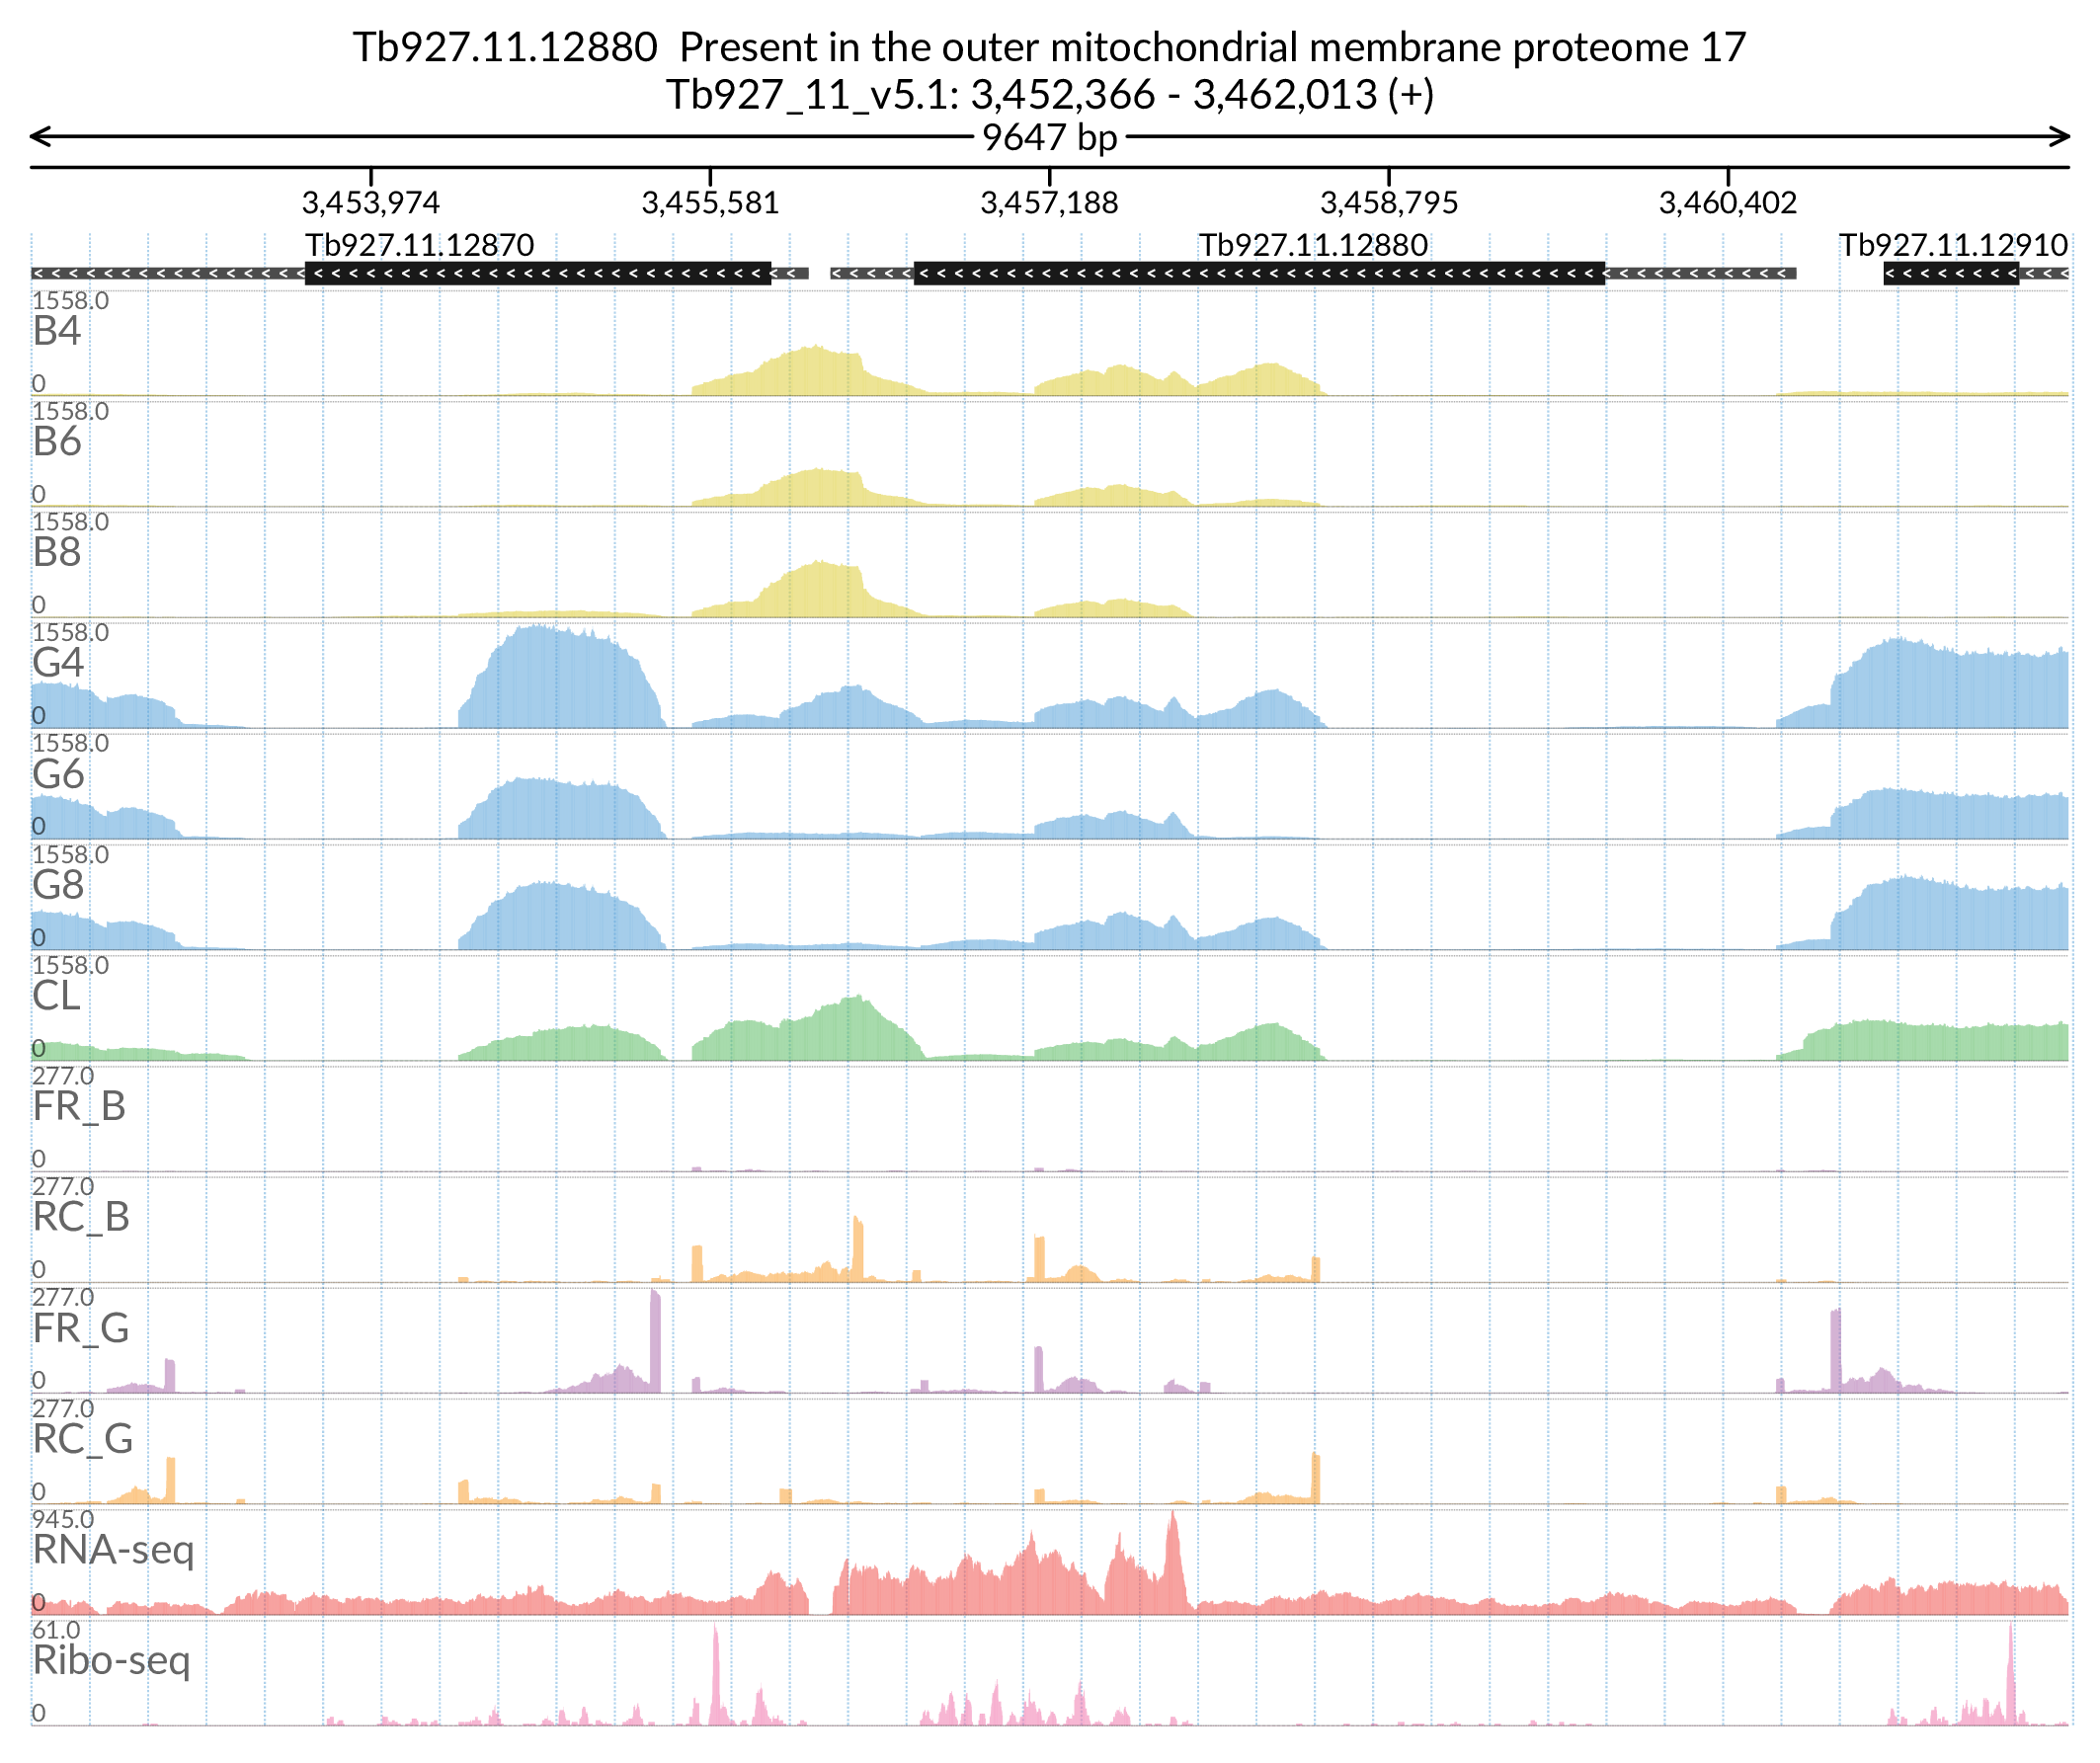 Tb927.11.12880  Present in the outer mitochondrial membrane proteome 17
Tb927_11_v5.1: 3,452,366 - 3,462,013 (+)
9647 bp
3,453,974 3,455,581 3,457,188 3,458,795 3,460,402
Tb927.11.12870 Tb927.11.12880 Tb927.11.12910
1558.0
B4
0
1558.0
B6
0
1558.0
B8
0
1558.0
G4
0
1558.0
G6
0
1558.0
G8
0
1558.0
CL
0
277.0
FR_B
0
277.0
RC_B
0
277.0
FR_G
0
277.0
RC_G
0
945.0
RNA-seq
0
61.0
Ribo-seq
0